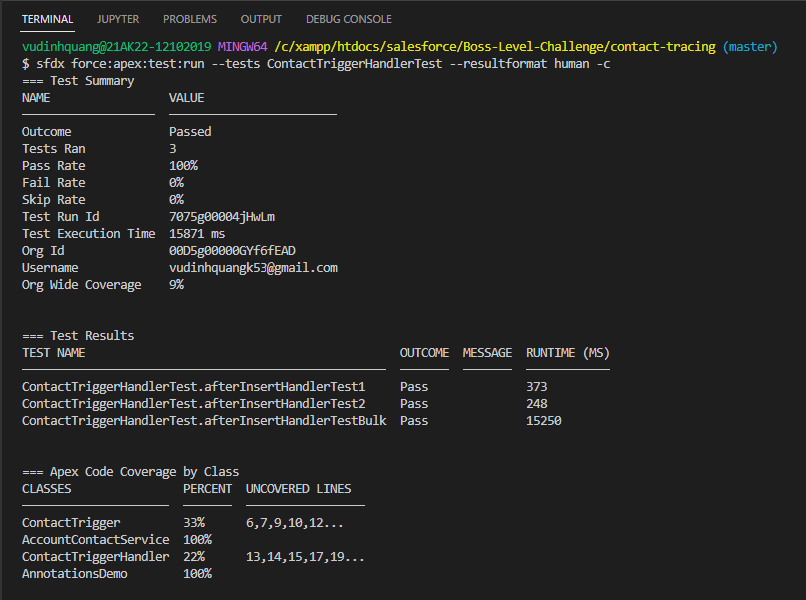 TERMINAL JUPYTER PROBLEMS OUTPUT DEBUG CONSOLE
vudinhquang@21AK22-12102019 MINGW64 /c/xampp/htdocs/salesforce/Boss-Level-Challenge/contact-tracing (master)
$ sfdx force:apex:test:run --tests ContactTriggerHandlerTest --resultformat human -c
=== Test Summary
NAME VALUE
Outcome Passed
Tests Ran 3
Pass Rate 100%
Fail Rate 0%
Skip Rate 0%
Test Run Id 7075g00004jHwLm
Test Execution Time 15871 ms
Org Id 00D5g00000GYf6fEAD
Username vudinhquangk53@gmail.com
Org Wide Coverage 9%
=== Test Results
TEST NAME OUTCOME MESSAGE RUNTIME (MS)
ContactTriggerHandlerTest.afterInsertHandlerTest1 Pass 373
ContactTriggerHandlerTest.afterInsertHandlerTest2 Pass 248
ContactTriggerHandlerTest.afterInsertHandlerTestBulk Pass 15250
=== Apex Code Coverage by Class
CLASSES PERCENT UNCOVERED LINES
ContactTrigger 33% 6,7,9,10,12...
AccountContactService 100%
ContactTriggerHandler 22% 13,14,15,17,19...
AnnotationsDemo 100%